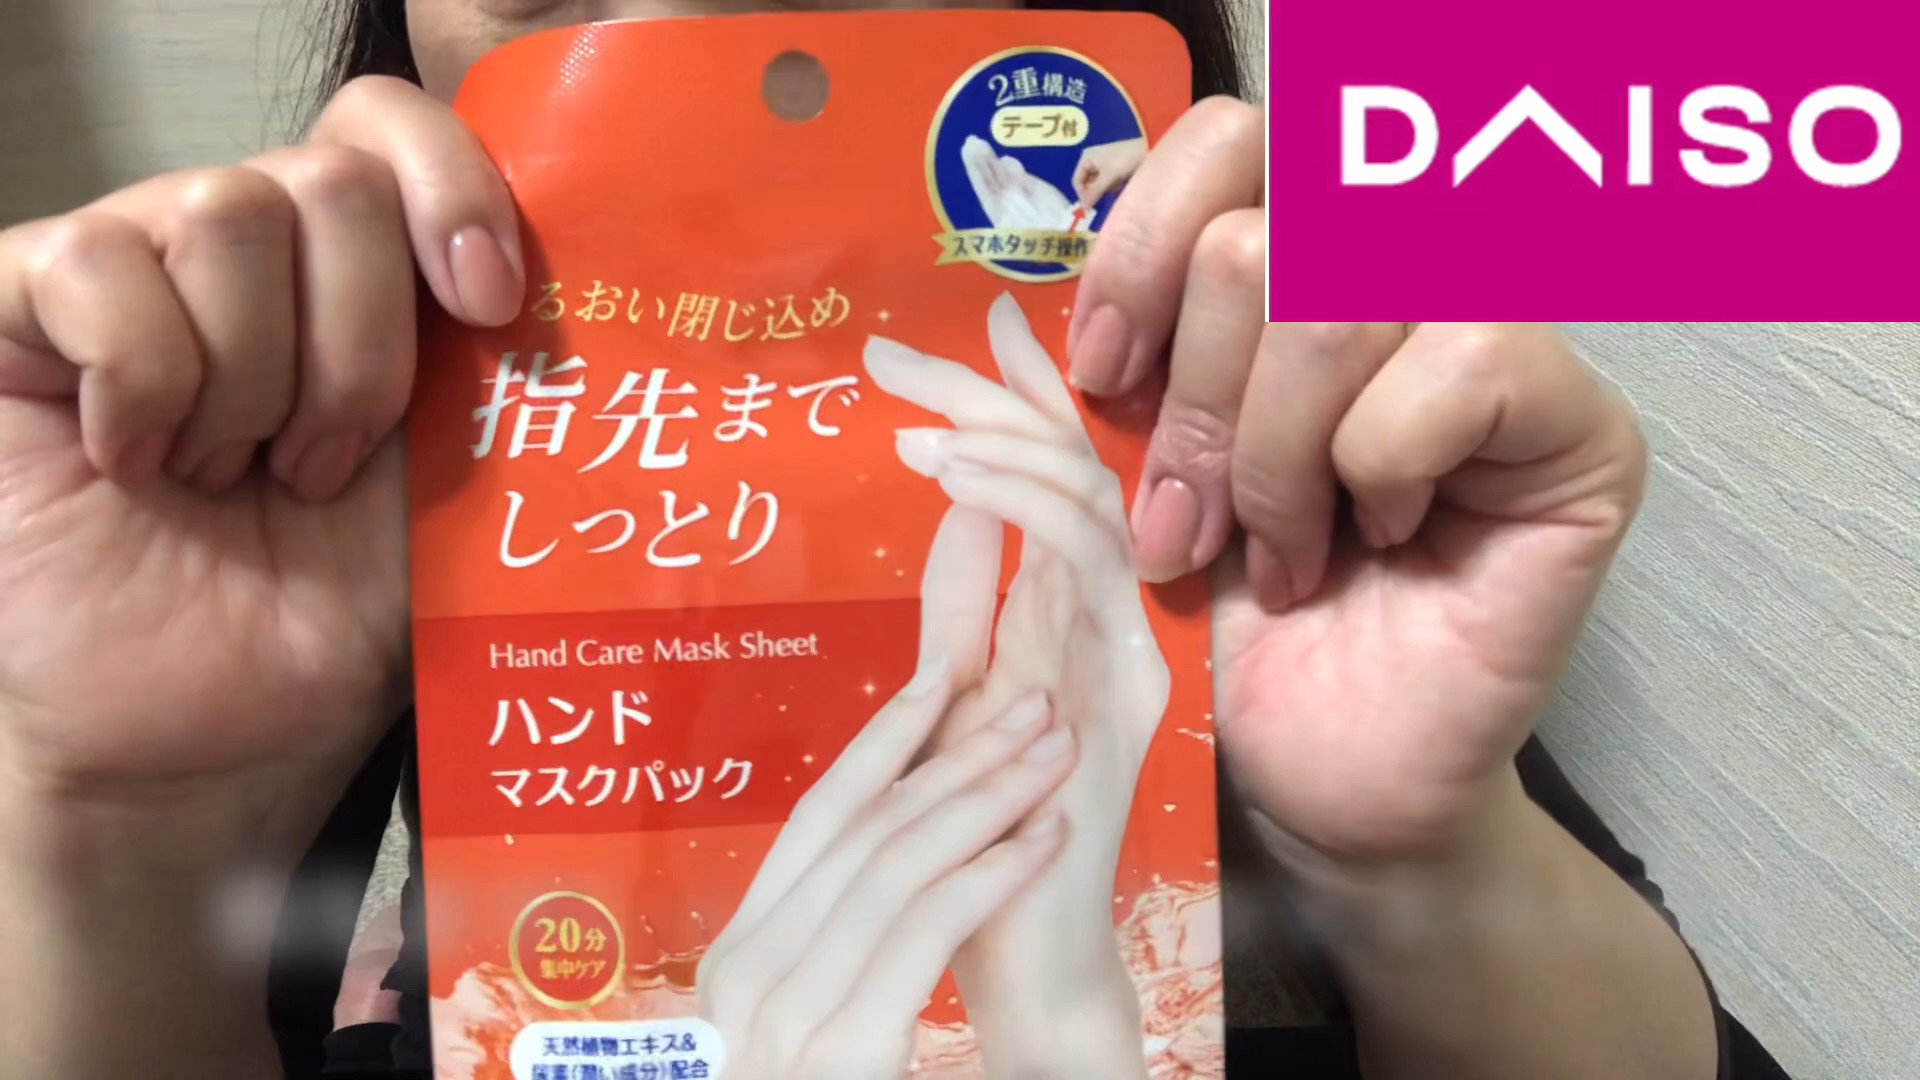 DAISO
2重構造
テープ付
スマホタッチ操作
るおい閉じ込め
指先まで
しっとり
Hand Care Mask Sheet
ハンド
マスクパック
20分
集中ケア
天然植物エキス&
尿素(潤い成分)配合